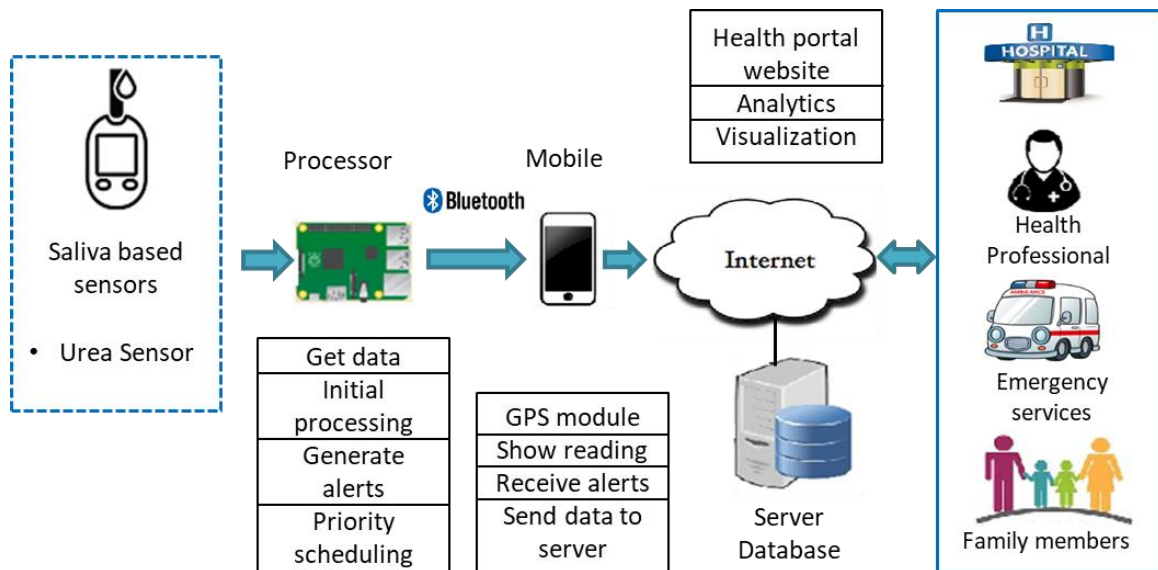 Saliva based
sensors
• Urea Sensor
Processor
Get data
Initial
processing
Generate
alerts
Priority
scheduling
Bluetooth
Mobile
GPS module
Show reading
Receive alerts
Send data to
server
Health portal
website
Analytics
Visualization
Internet
Server
Database
H
HOSPITAL
Health
Professional
AMBULANCE
Emergency
services
Family members